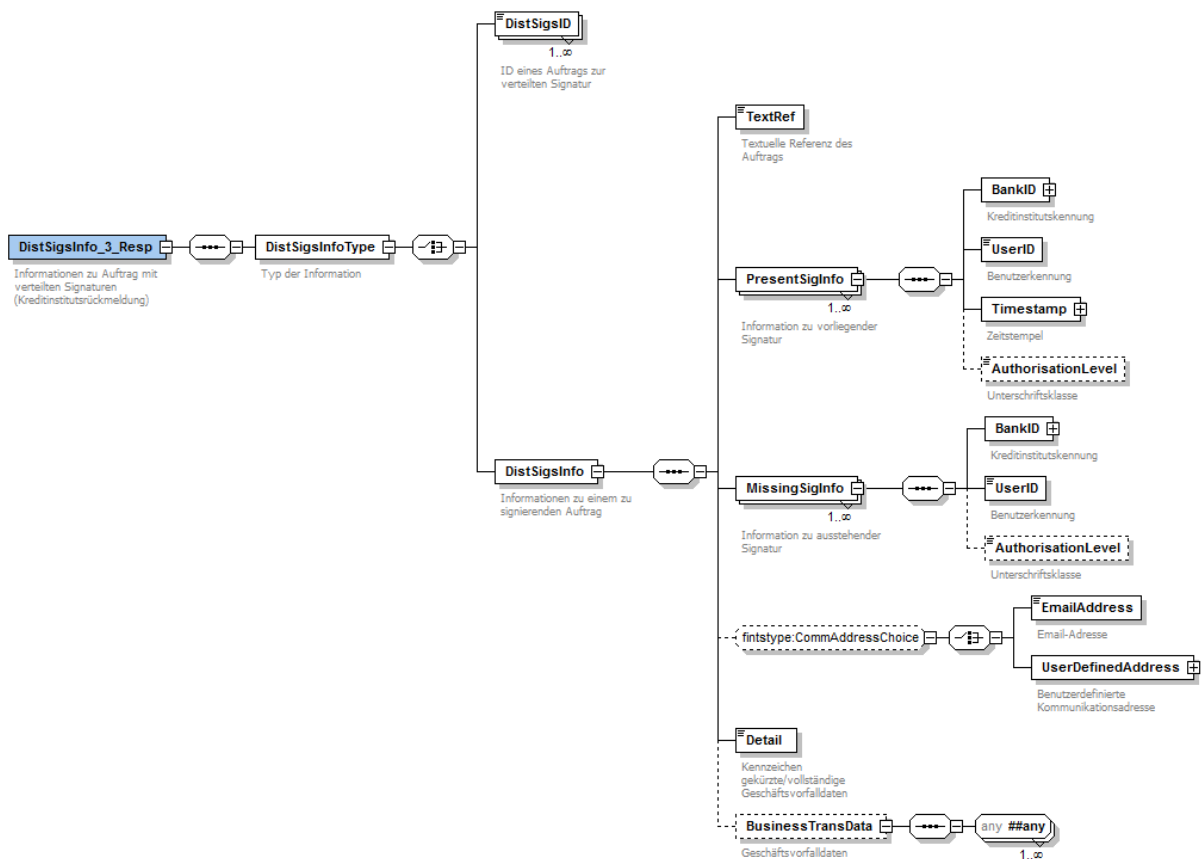 DistSigsID
1..∞
ID eines Auftrags zur
verteilten Signatur
TextRef
Textuelle Referenz des
Auftrags
BankID
Kreditinstitutskennung
DistSigsInfo_3_Resp
Informationen zu Auftrag mit
verteilten Signaturen
(Kreditinstitutsrückmeldung)
DistSigsInfoType
Typ der Information
UserID
Benutzerkennung
PresentSigInfo
1..∞
Information zu vorliegender
Signatur
Timestamp
Zeitstempel
AuthorisationLevel
Unterschriftsklasse
BankID
Kreditinstitutskennung
DistSigsInfo
Informationen zu einem zu
signierenden Auftrag
MissingSigInfo
1..∞
Information zu ausstehender
Signatur
UserID
Benutzerkennung
AuthorisationLevel
Unterschriftsklasse
fintstype:CommAddressChoice
EmailAddress
Email-Adresse
UserDefinedAddress
Benutzerdefinierte
Kommunikationsadresse
Detail
Kennzeichen
gekürzte/vollständige
Geschäftsvorfalldaten
BusinessTransData
Geschäftsvorfalldaten
any ##any
1..∞